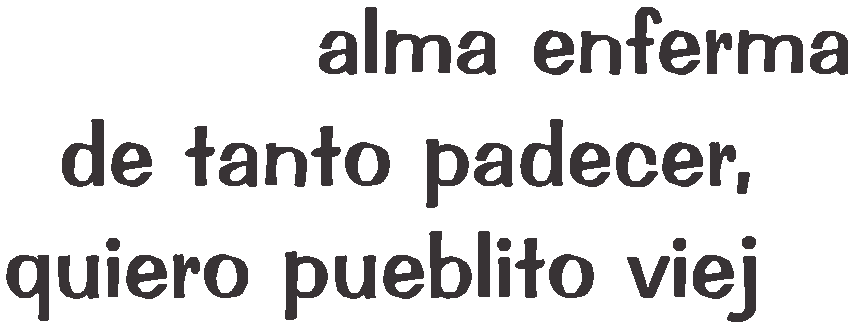 alma enferma
de tanto padecer,
quiero pueblito viej